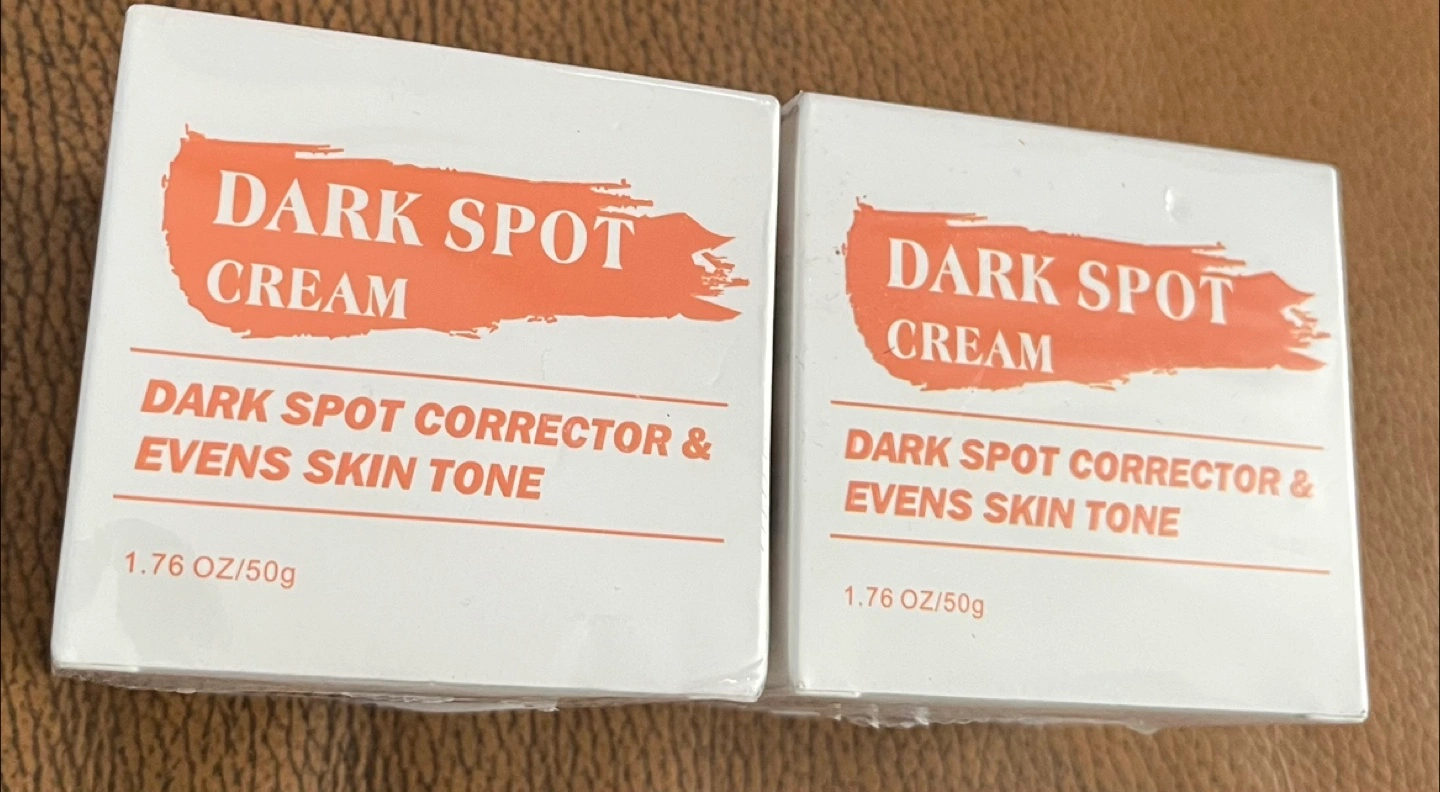 DARK SPOT
CREAM
DARK SPOT CORRECTOR &
EVENS SKIN TONE
1.76 OZ/50g
DARK SPOT
CREAM
DARK SPOT CORRECTOR &
EVENS SKIN TONE
1.76 OZ/50g